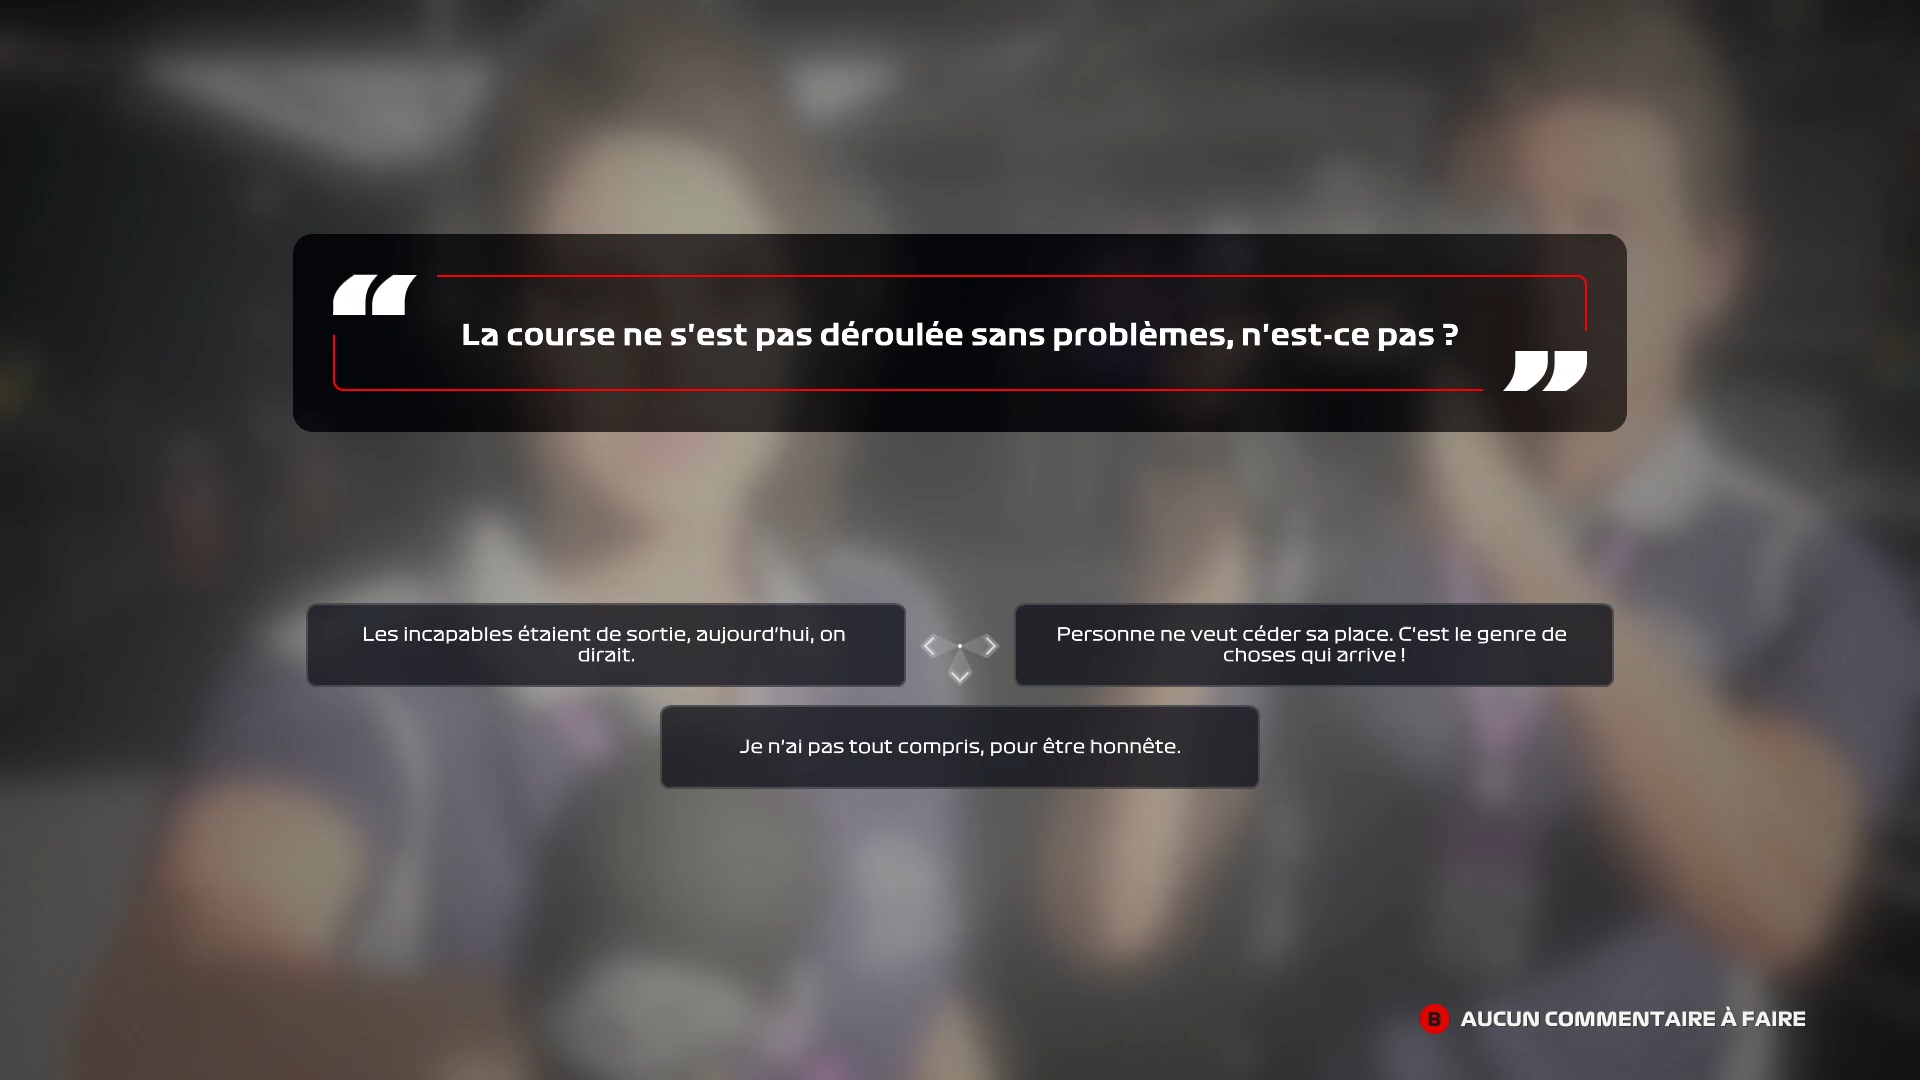 La course ne s'est pas déroulée sans problèmes, n'est-ce pas ?
Les incapables étaient de sortie, aujourd'hui, on
dirait.
Personne ne veut céder sa place. C'est le genre de
choses qui arrive !
Je n'ai pas tout compris, pour être honnête.
B AUCUN COMMENTAIRE À FAIRE